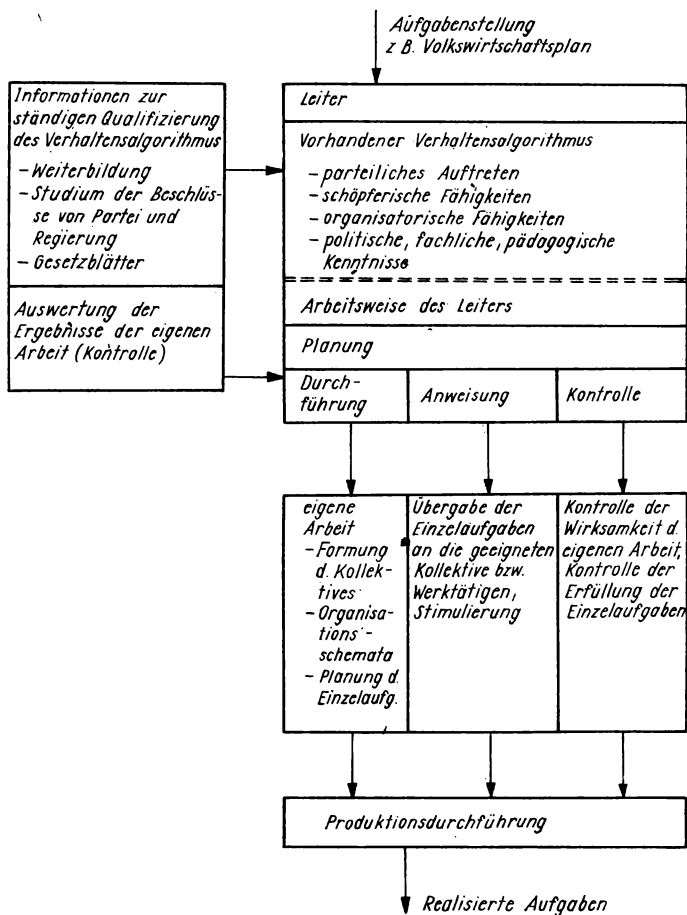 Aufgabenstellung
z B. Volkswirtschaftsplan
Informationen zur
ständigen Qualifizierung
des Verhaltensalgorithmus
– Weiterbildung
– Studium der Beschlüs-
se von Partei und
Regierung
– Gesetzblätter
Auswertung der
Ergebnisse der eigenen
Arbeit (Kontrolle)
Leiter
Vorhandener Verhaltensalgorithmus
– parteiliches Auftreten
– schöpferische Fähigkeiten
– organisatorische Fähigkeiten
– politische, fachliche, pädagogische
Kenntnisse
Arbeitsweise des Leiters
Planung
Durch-
führung
Anweisung
Kontrolle
eigene
Arbeit
– Formung
d. Kollek-
tives
– Organisa-
tions-
schemata
– Planung d.
Einzelaufg.
Übergabe der
Einzelaufgaben
an die geeigneten
Kollektive bzw.
Werktätigen,
Stimulierung
Kontrolle der
Wirksamkeit d.
eigenen Arbeit,
Kontrolle der
Erfüllung der
Einzelaufgaben
Produktionsdurchführung
Realisierte Aufgaben